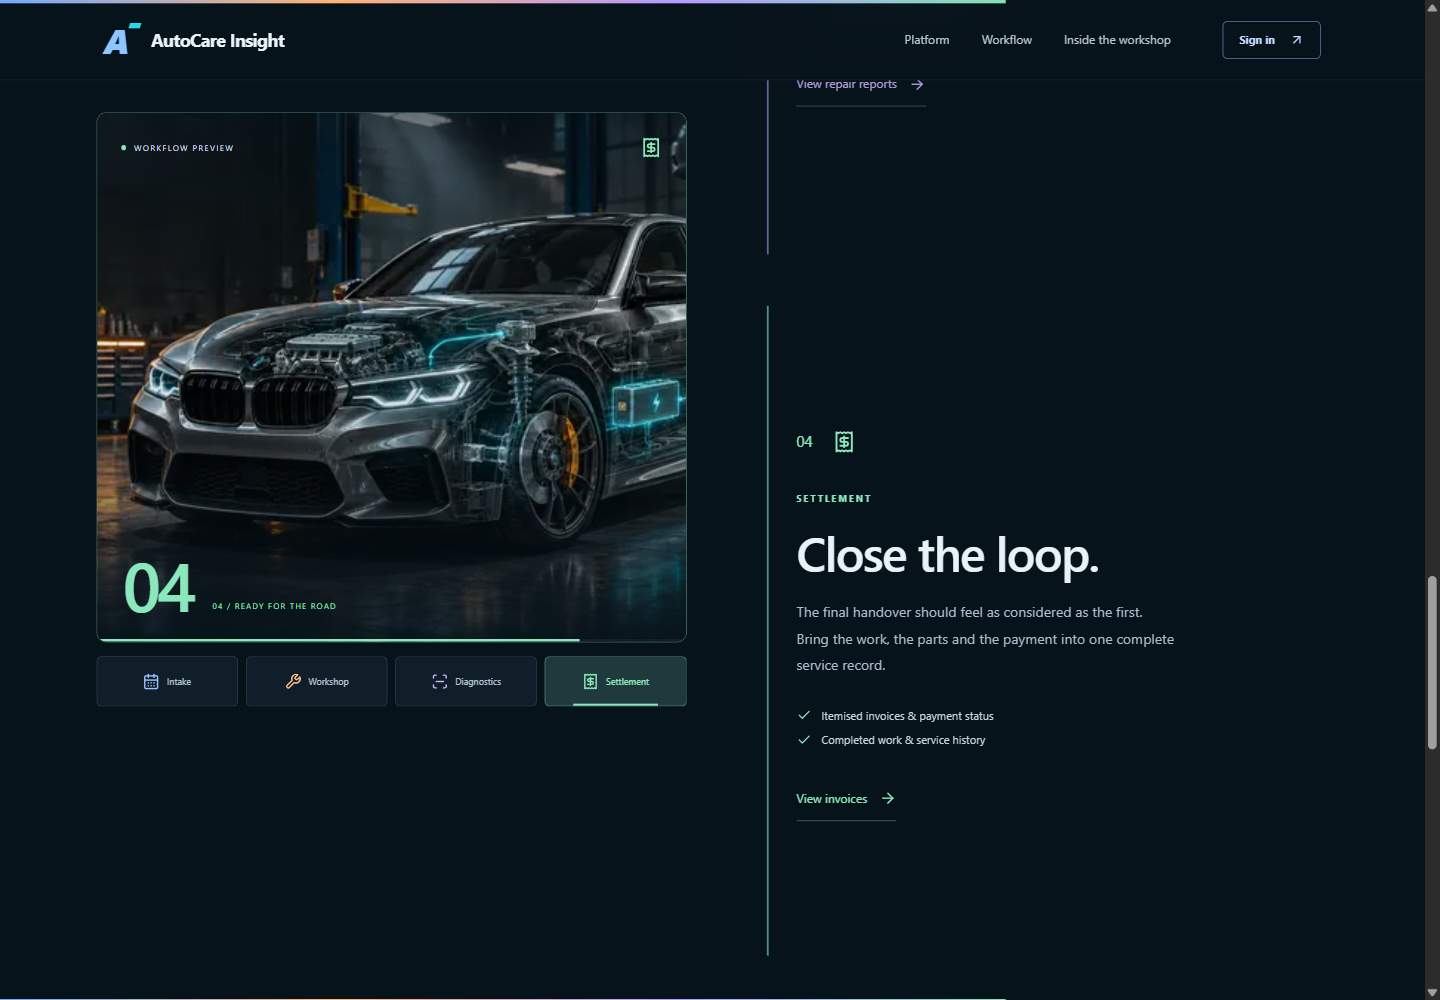 AutoCare Insight
Platform
Workflow
Inside the workshop
Sign in
View repair reports
WORKFLOW PREVIEW
04
04 / READY FOR THE ROAD
Intake
Workshop
Diagnostics
Settlement
04
SETTLEMENT
Close the loop.
The final handover should feel as considered as the first.
Bring the work, the parts and the payment into one complete
service record.
Itemised invoices & payment status
Completed work & service history
View invoices